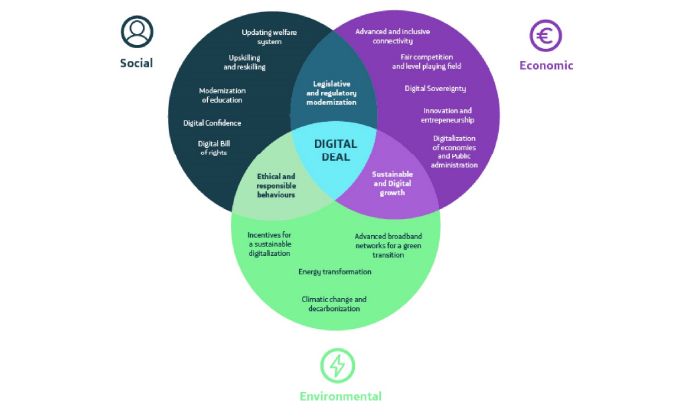 Social
Updating welfare
system
Upskilling
and reskilling
Modernization
of education
Digital Confidence
Digital Bill
of rights
Legislative
and regulatory
modernization
Advanced and inclusive
connectivity
Fair competition
and level playing field
Digital Sovereignty
Innovation and
entrepeneurship
Digitalization
of economies
and Public
administration
Economic
DIGITAL
DEAL
Ethical and
responsible
behaviours
Sustainable
and Digital
growth
Incentives for
a sustainable
digitalization
Advanced broadband
networks for a green
transition
Energy transformation
Climatic change and
decarbonization
Environmental